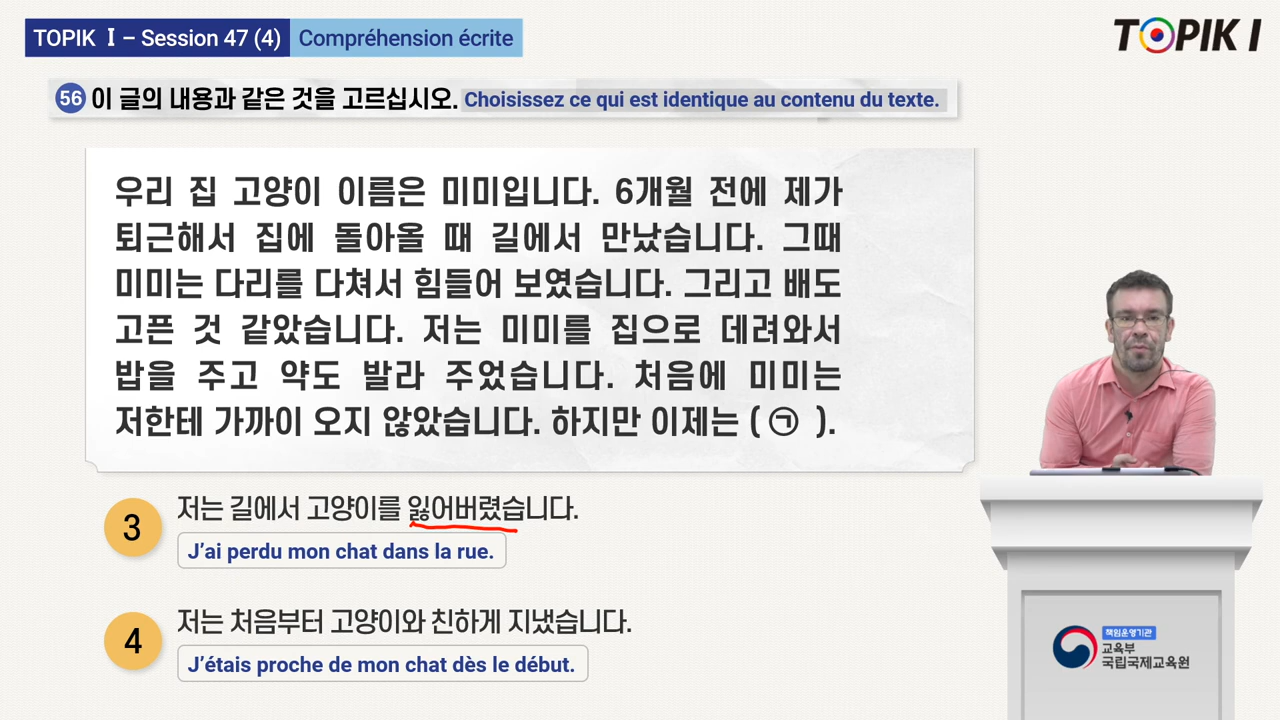 TOPIK Ⅰ – Session 47 (4) Compréhension écrite
TOPIK I
56 이 글의 내용과 같은 것을 고르십시오. Choisissez ce qui est identique au contenu du texte.
우리 집 고양이 이름은 미미입니다. 6개월 전에 제가
퇴근해서 집에 돌아올 때 길에서 만났습니다. 그때
미미는 다리를 다쳐서 힘들어 보였습니다. 그리고 배도
고픈 것 같았습니다. 저는 미미를 집으로 데려와서
밥을 주고 약도 발라 주었습니다. 처음에 미미는
저한테 가까이 오지 않았습니다. 하지만 이제는 ( ㉠ ).
3 저는 길에서 고양이를 잃어버렸습니다.
J’ai perdu mon chat dans la rue.
4 저는 처음부터 고양이와 친하게 지냈습니다.
J’étais proche de mon chat dès le début.
책임운영기관
교육부
국립국제교육원